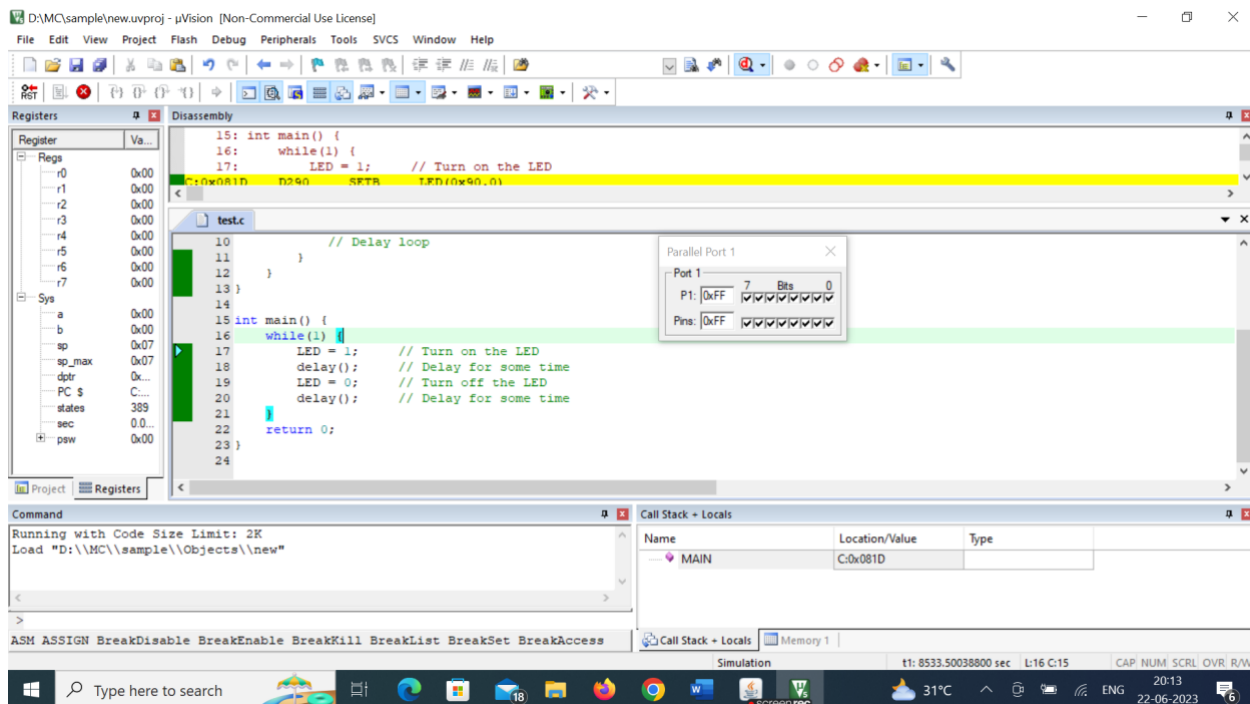 D:\MC\sample\new.uvproj - µVision [Non-Commercial Use License]
File Edit View Project Flash Debug Peripherals Tools SVCS Window Help
RST
Registers
Register Va...
Regs
r0 0x00
r1 0x00
r2 0x00
r3 0x00
r4 0x00
r5 0x00
r6 0x00
r7 0x00
Sys
a 0x00
b 0x00
sp 0x07
sp_max 0x07
dptr 0x...
PC $ C:...
states 389
sec 0.0...
psw 0x00
Project Registers
Disassembly
15: int main() {
16: while(1) {
17: LED = 1; // Turn on the LED
C:0x081D D290 SETB LED(0x90.0)
test.c
10 // Delay loop
11 }
12 }
13 }
14
15 int main() {
16 while(1) {
17 LED = 1; // Turn on the LED
18 delay(); // Delay for some time
19 LED = 0; // Turn off the LED
20 delay(); // Delay for some time
21 }
22 return 0;
23 }
24
Parallel Port 1
Port 1
7 Bits 0
P1: 0xFF
Pins: 0xFF
Command
Running with Code Size Limit: 2K
Load "D:\\MC\\sample\\Objects\\new"
>
ASM ASSIGN BreakDisable BreakEnable BreakKill BreakList BreakSet BreakAccess
Call Stack + Locals
Name Location/Value Type
MAIN C:0x081D
Call Stack + Locals Memory 1
Simulation t1: 8533.50038800 sec L:16 C:15 CAP NUM SCRL OVR R/W
Type here to search
18
31°C
ENG
20:13
22-06-2023
6